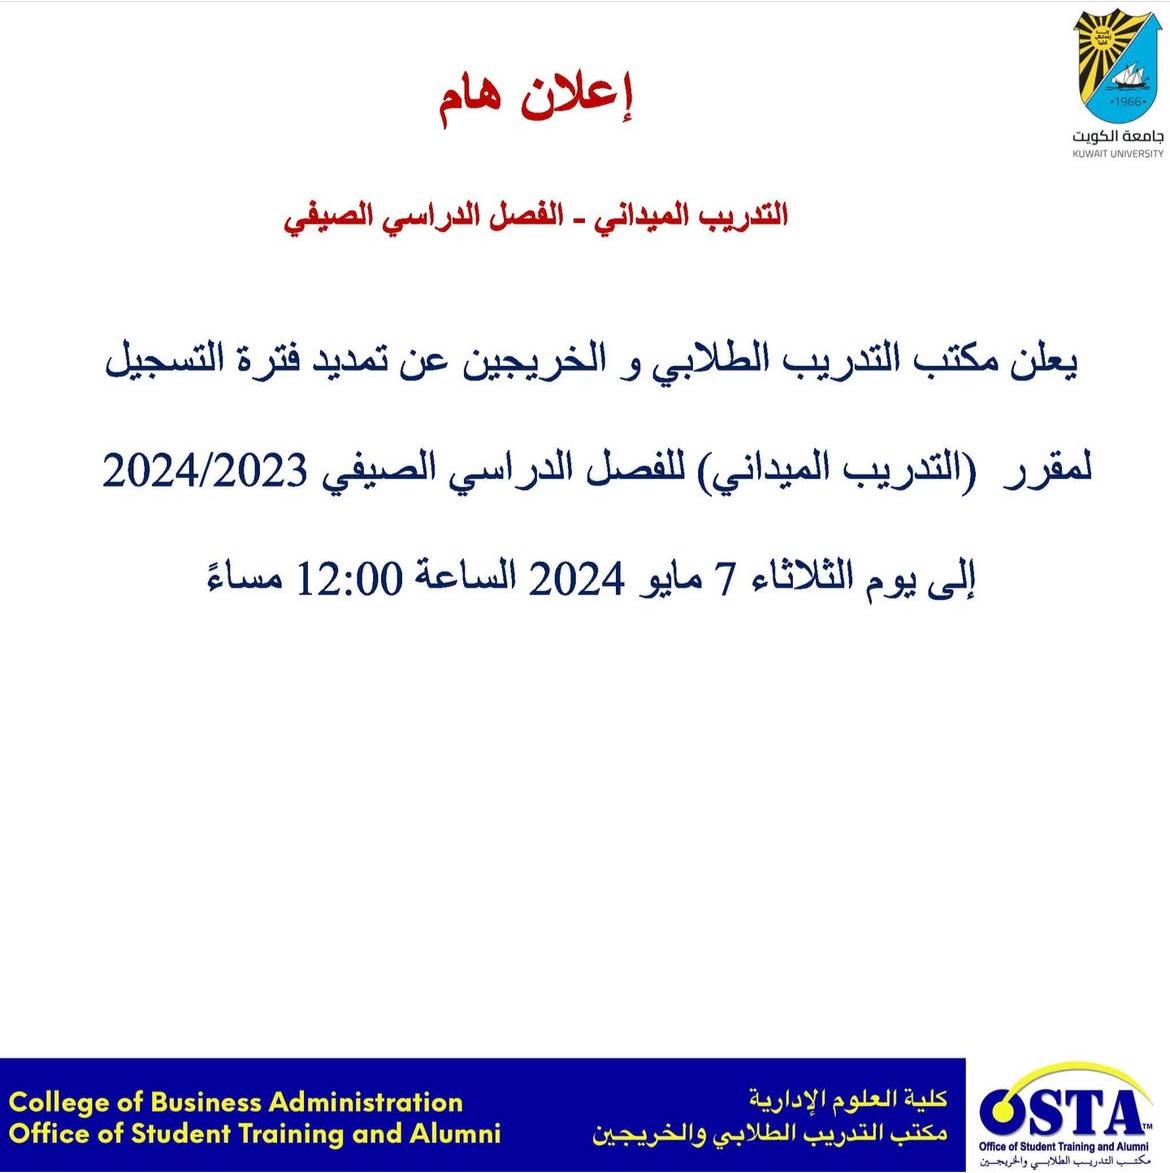 1966
جامعة الكويت
KUWAIT UNIVERSITY
إعلان هام
التدريب الميداني - الفصل الدراسي الصيفي
يعلن مكتب التدريب الطلابي و الخريجين عن تمديد فترة التسجيل
لمقرر (التدريب الميداني) للفصل الدراسي الصيفي 2024/2023
إلى يوم الثلاثاء 7 مايو 2024 الساعة 12:00 مساءً
كلية العلوم الإدارية
مكتب التدريب الطلابي والخريجين
College of Business Administration
Office of Student Training and Alumni
OSTA™
Office of Student Training and Alumni
مكتب التدريب الطلابي والخريجين